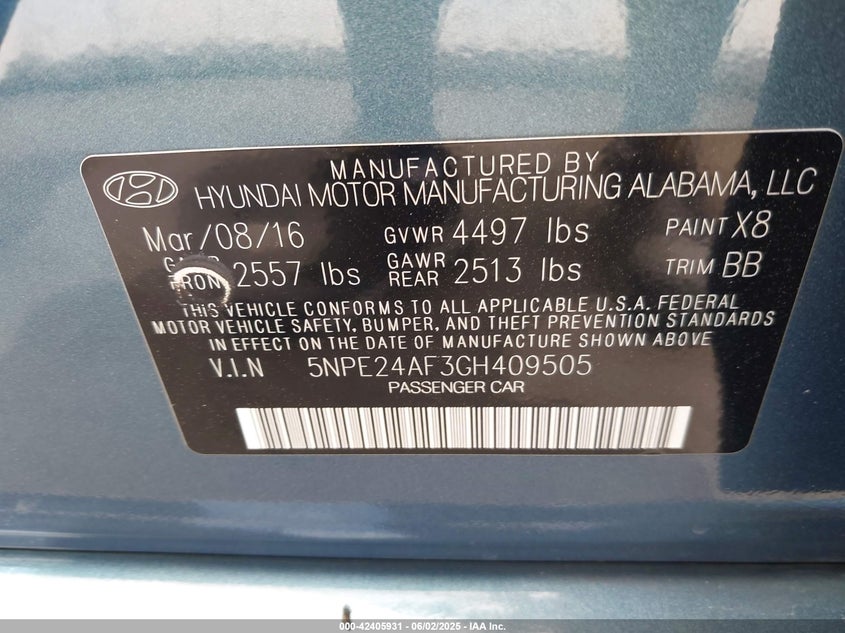 MANUFACTURED BY
HYUNDAI MOTOR MANUFACTURING ALABAMA, LLC
Mar/08/16 GVWR 4497 lbs PAINT X8
2557 lbs GAWR REAR 2513 lbs TRIM BB
THIS VEHICLE CONFORMS TO ALL APPLICABLE U.S.A. FEDERAL
MOTOR VEHICLE SAFETY, BUMPER, AND THEFT PREVENTION STANDARDS
IN EFFECT ON THE DATE OF MANUFACTURE SHOWN ABOVE
V.I.N 5NPE24AF3GH409505
PASSENGER CAR
000-42405931 - 06/02/2025 - IAA Inc.